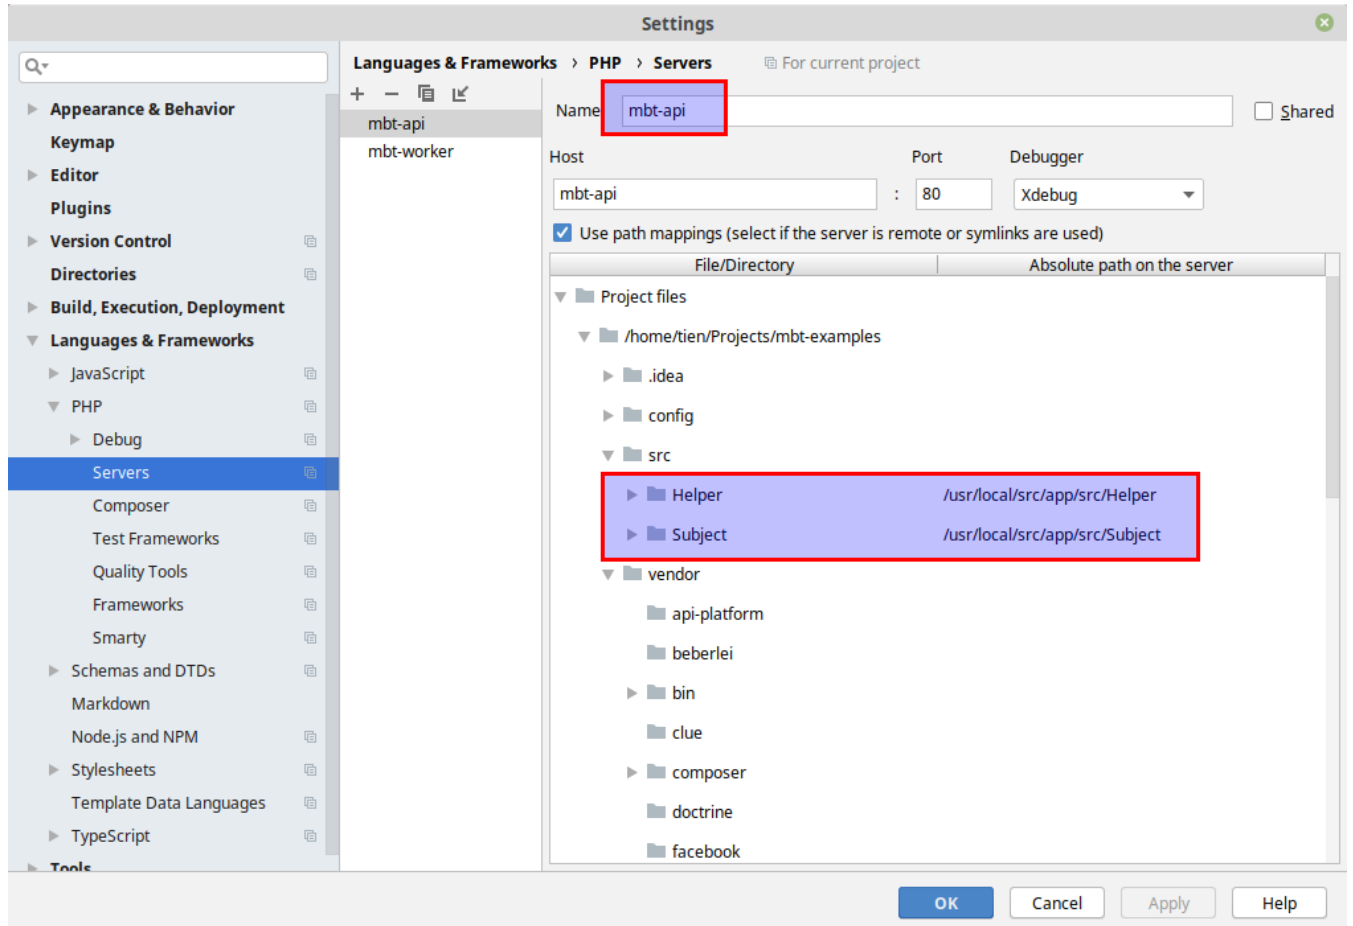 Settings
Languages & Frameworks › PHP › Servers For current project
Appearance & Behavior
Keymap
Editor
Plugins
Version Control
Directories
Build, Execution, Deployment
Languages & Frameworks
JavaScript
PHP
Debug
Servers
Composer
Test Frameworks
Quality Tools
Frameworks
Smarty
Schemas and DTDs
Markdown
Node.js and NPM
Stylesheets
Template Data Languages
TypeScript
Tools
mbt-api
mbt-worker
Name mbt-api Shared
Host Port Debugger
mbt-api : 80 Xdebug
Use path mappings (select if the server is remote or symlinks are used)
File/Directory Absolute path on the server
Project files
/home/tien/Projects/mbt-examples
.idea
config
src
Helper /usr/local/src/app/src/Helper
Subject /usr/local/src/app/src/Subject
vendor
api-platform
beberlei
bin
clue
composer
doctrine
facebook
OK Cancel Apply Help